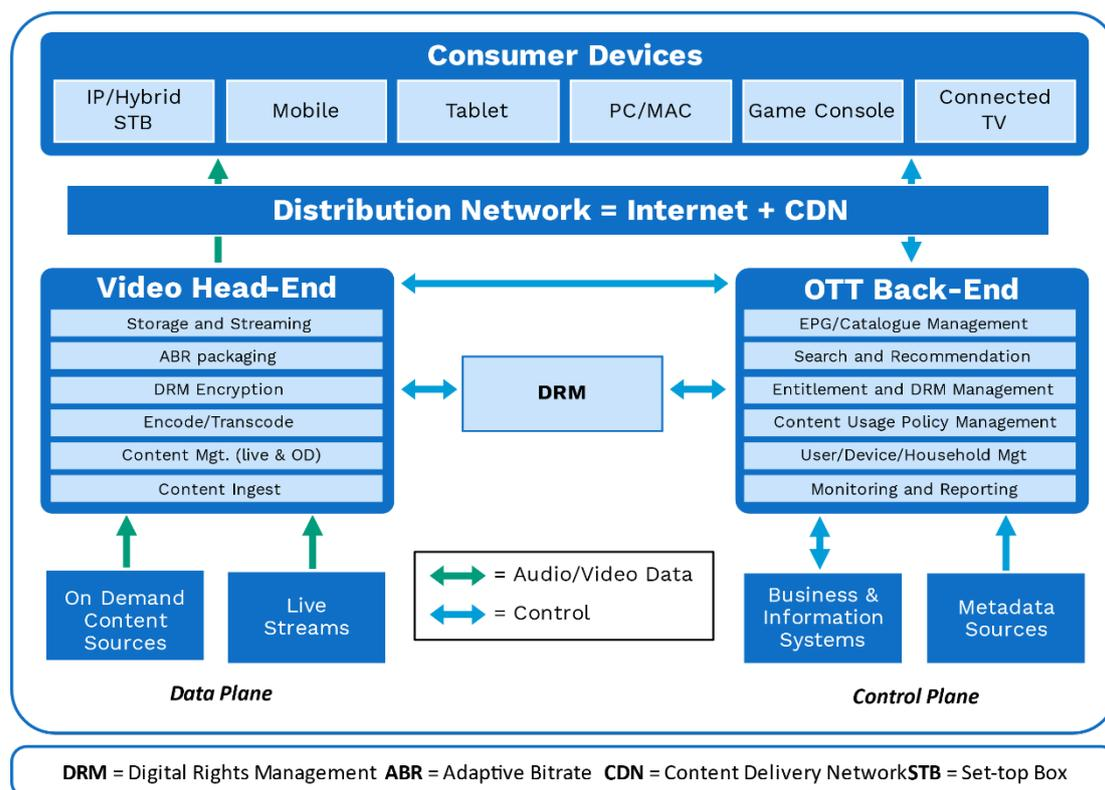 Consumer Devices
IP/Hybrid
STB
Mobile
Tablet
PC/MAC
Game Console
Connected
TV
Distribution Network = Internet + CDN
Video Head-End
Storage and Streaming
ABR packaging
DRM Encryption
Encode/Transcode
Content Mgt. (live & OD)
Content Ingest
DRM
OTT Back-End
EPG/Catalogue Management
Search and Recommendation
Entitlement and DRM Management
Content Usage Policy Management
User/Device/Household Mgt
Monitoring and Reporting
On Demand
Content
Sources
Live
Streams
= Audio/Video Data
= Control
Business &
Information
Systems
Metadata
Sources
Data Plane
Control Plane
DRM = Digital Rights Management ABR = Adaptive Bitrate CDN = Content Delivery NetworkSTB = Set-top Box